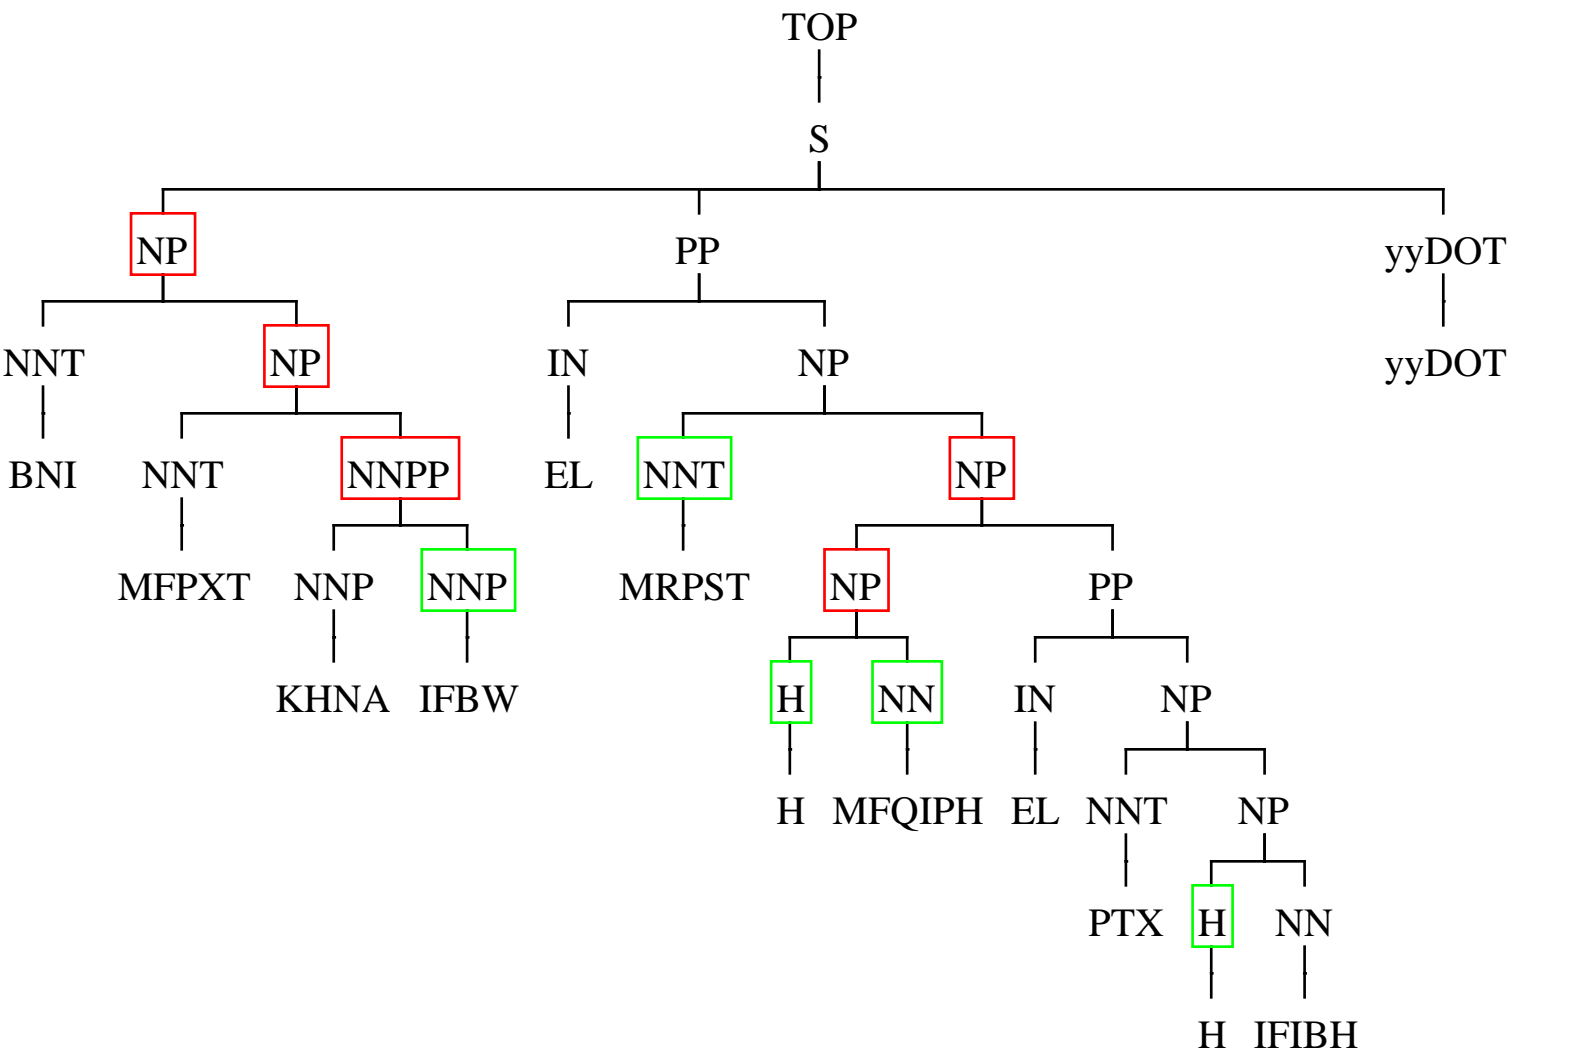 TOP
S
NP PP yyDOT
NNT NP IN NP yyDOT
BNI NNT NNPP EL NNT NP
MFPXT NNP NNP MRPST NP PP
KHNA IFBW H NN IN NP
H MFQIPH EL NNT NP
PTX H NN
H IFIBH